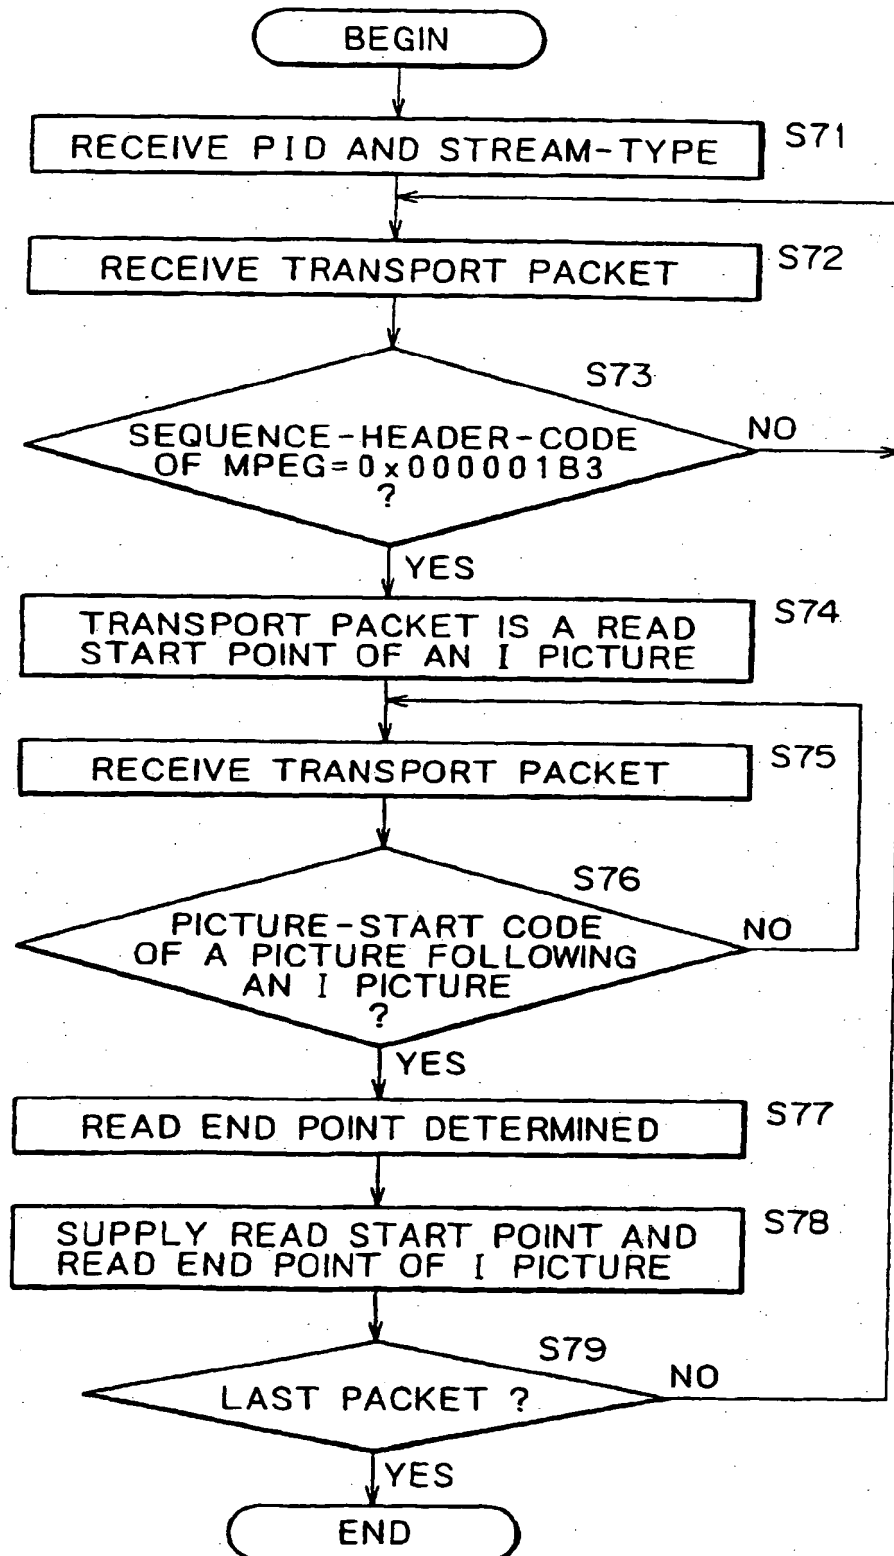 BEGIN
RECEIVE PID AND STREAM-TYPE
S71
RECEIVE TRANSPORT PACKET
S72
S73
SEQUENCE-HEADER-CODE
OF MPEG=0x000001B3
?
NO
YES
TRANSPORT PACKET IS A READ
START POINT OF AN I PICTURE
S74
RECEIVE TRANSPORT PACKET
S75
S76
PICTURE-START CODE
OF A PICTURE FOLLOWING
AN I PICTURE
?
NO
YES
READ END POINT DETERMINED
S77
SUPPLY READ START POINT AND
READ END POINT OF I PICTURE
S78
S79
LAST PACKET ?
NO
YES
END